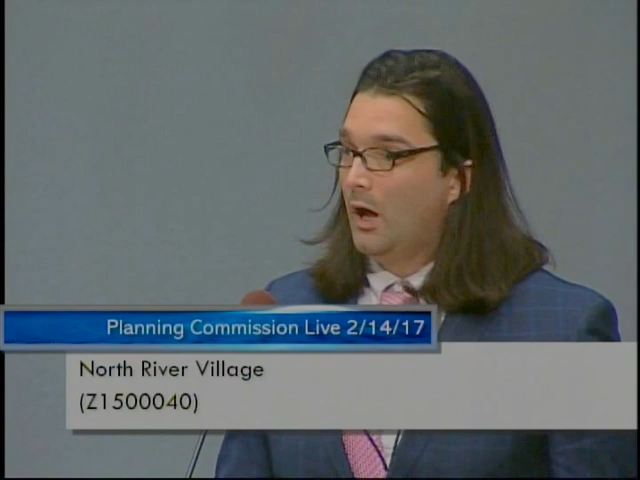 Planning Commission Live 2/14/17
North River Village
(Z1500040)